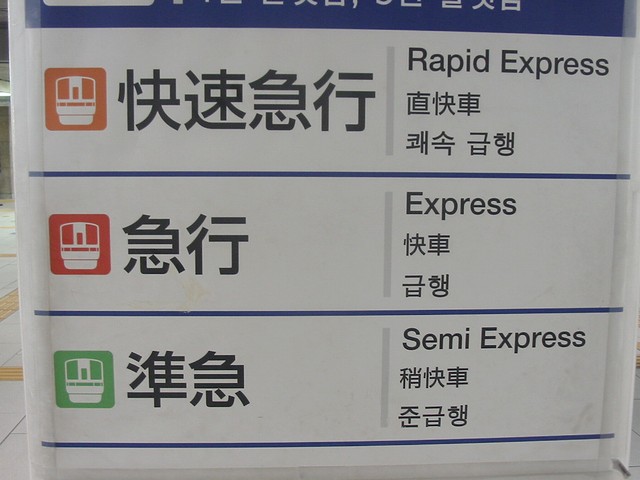 快速急行
Rapid Express
直快車
쾌속 급행
急行
Express
快車
급행
準急
Semi Express
稍快車
준급행